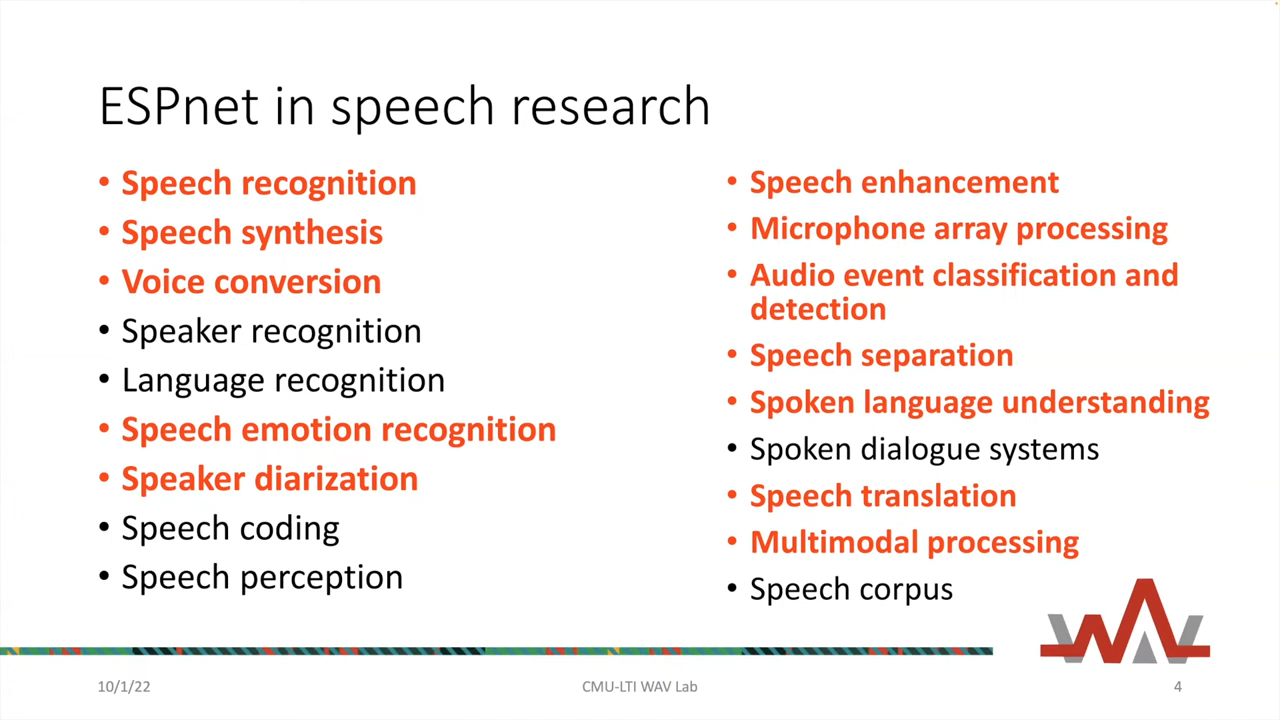 ESPnet in speech research
• Speech recognition
• Speech synthesis
• Voice conversion
• Speaker recognition
• Language recognition
• Speech emotion recognition
• Speaker diarization
• Speech coding
• Speech perception
• Speech enhancement
• Microphone array processing
• Audio event classification and
detection
• Speech separation
• Spoken language understanding
• Spoken dialogue systems
• Speech translation
• Multimodal processing
• Speech corpus
WAV
10/1/22
CMU-LTI WAV Lab
4